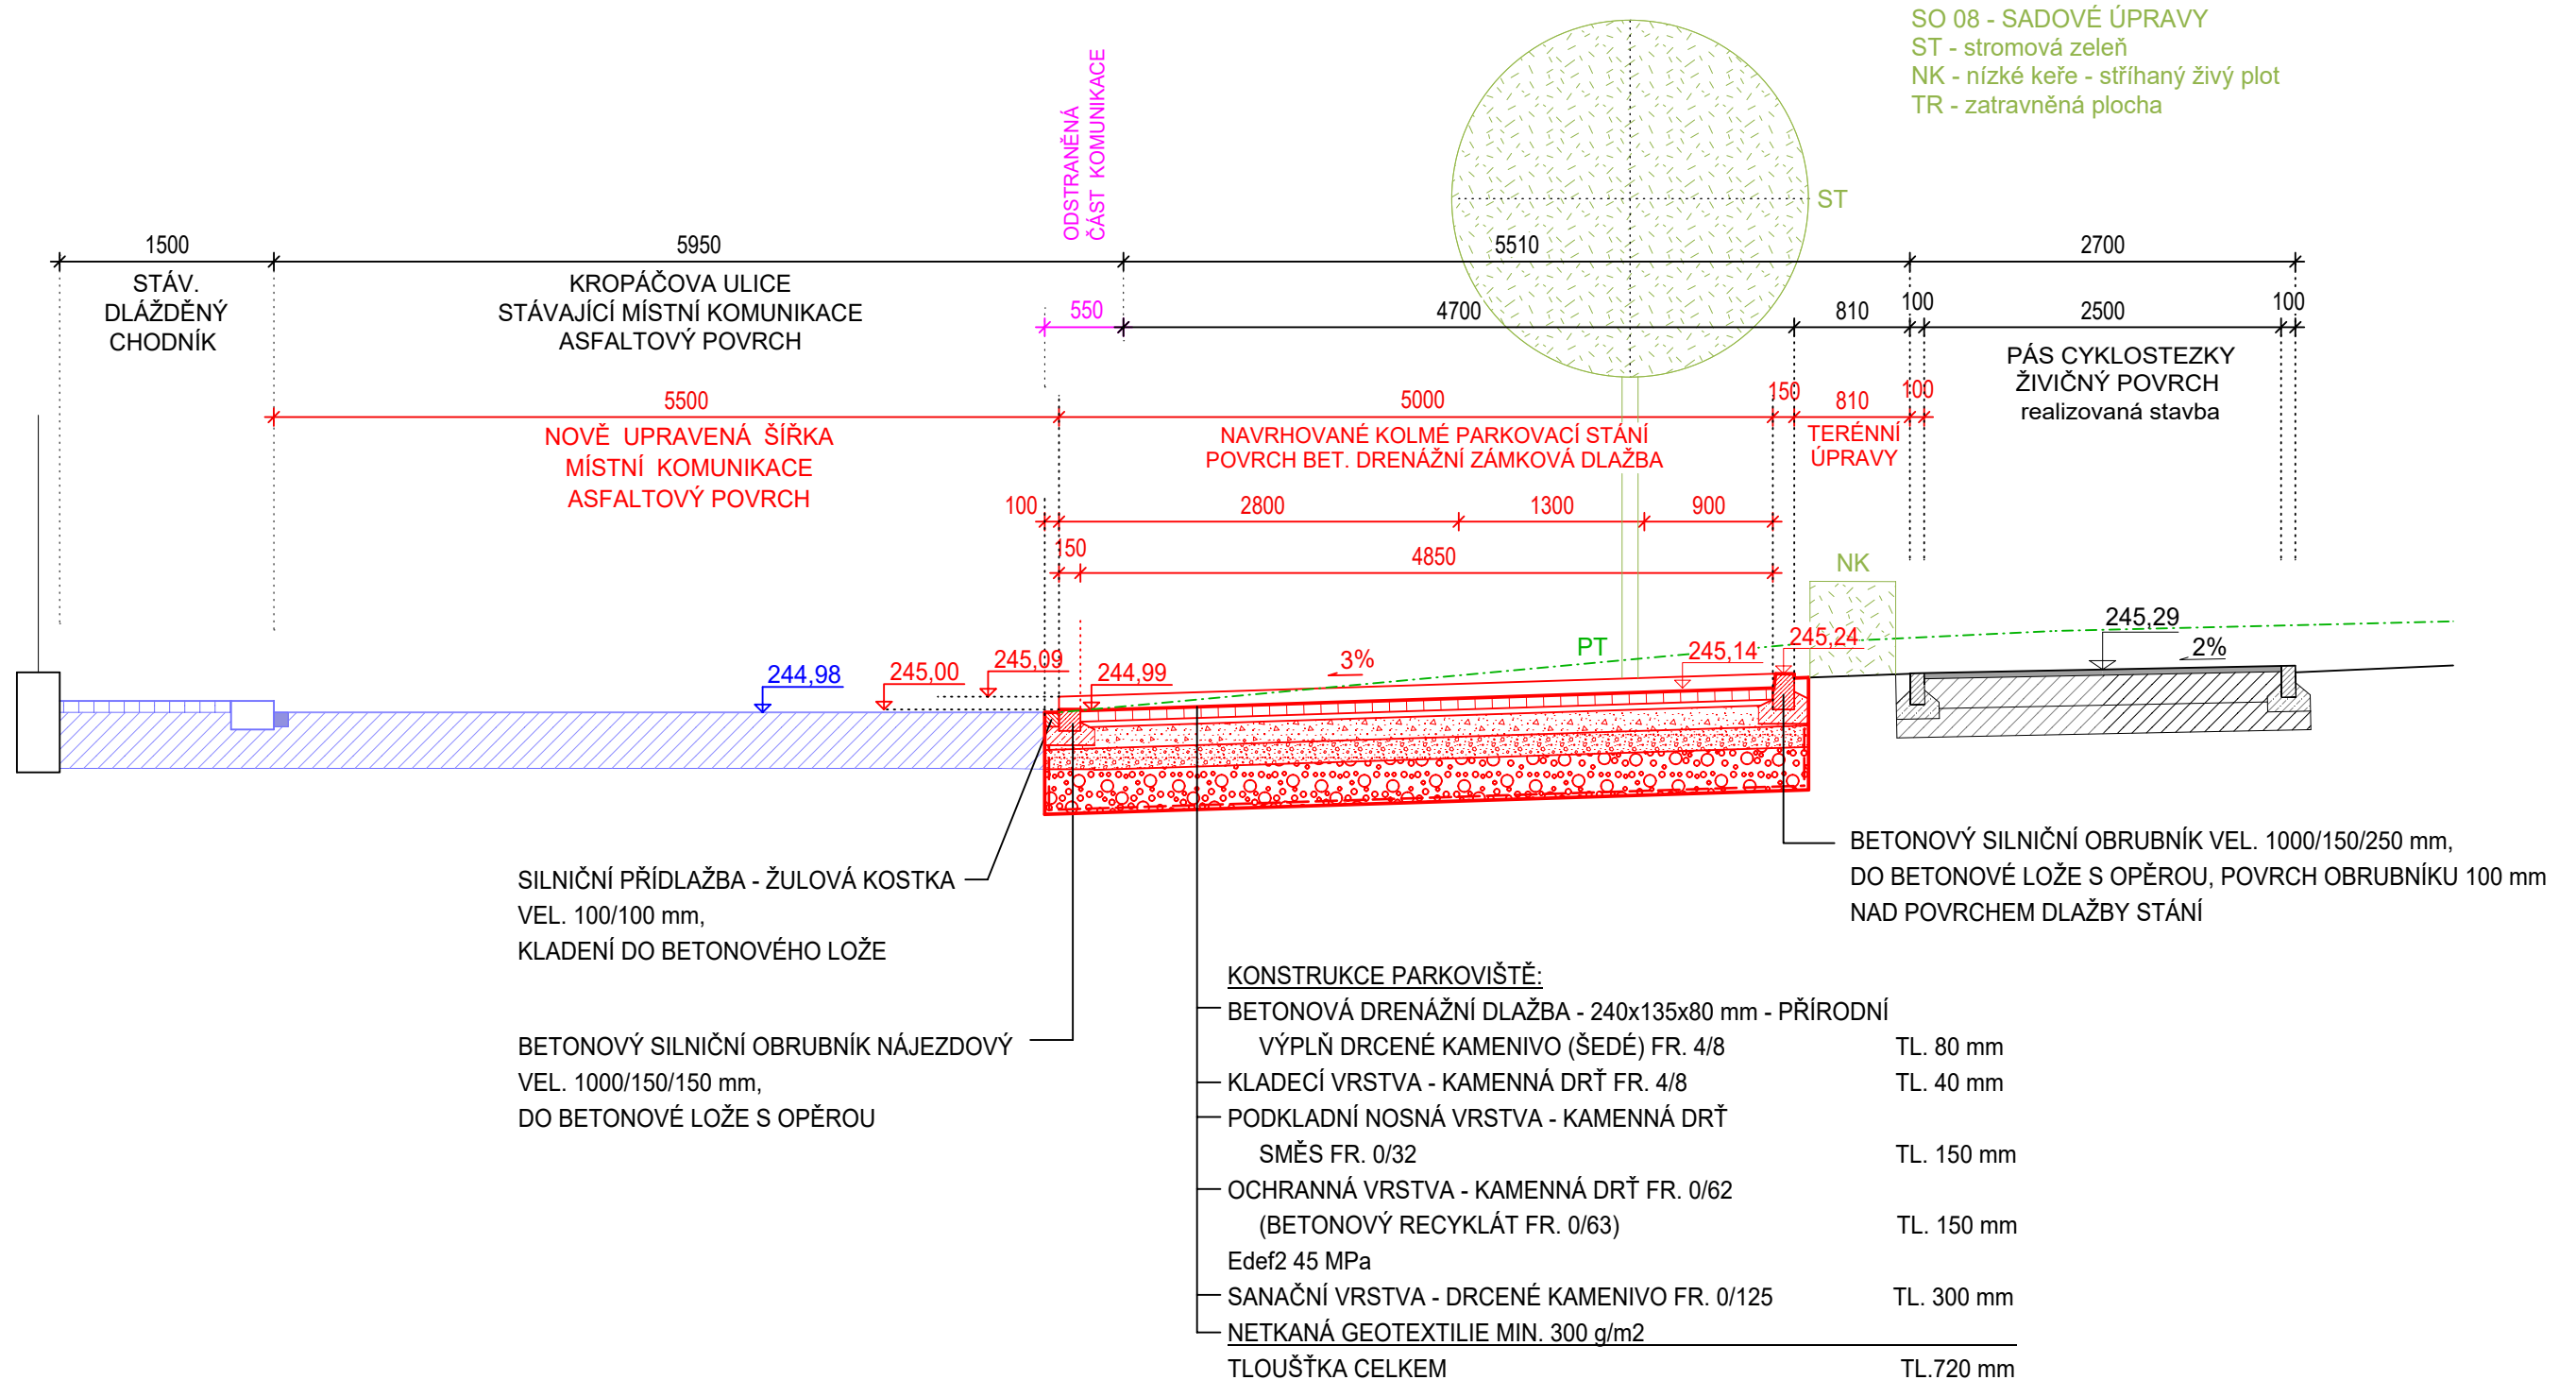 SO 08 - SADOVÉ ÚPRAVY
ST - stromová zeleň
NK - nízké keře - stříhaný živý plot
TR - zatravněná plocha
ODSTRANĚNÁ
ČÁST KOMUNIKACE
ST
1500
5950
5510
2700
STÁV.
DLÁŽDĚNÝ
CHODNÍK
KROPÁČOVA ULICE
STÁVAJÍCÍ MÍSTNÍ KOMUNIKACE
ASFALTOVÝ POVRCH
550
4700
810
100
2500
100
PÁS CYKLOSTEZKY
ŽIVIČNÝ POVRCH
realizovaná stavba
5500
5000
150
810
100
NOVĚ UPRAVENÁ ŠÍŘKA
MÍSTNÍ KOMUNIKACE
ASFALTOVÝ POVRCH
NAVRHOVANÉ KOLMÉ PARKOVACÍ STÁNÍ
POVRCH BET. DRENÁŽNÍ ZÁMKOVÁ DLAŽBA
TERÉNNÍ
ÚPRAVY
100
2800
1300
900
150
4850
NK
244,98
245,00
245,09
244,99
3%
PT
245,14
245,24
245,29
2%
SILNIČNÍ PŘÍDLAŽBA - ŽULOVÁ KOSTKA
VEL. 100/100 mm,
KLADENÍ DO BETONOVÉHO LOŽE
BETONOVÝ SILNIČNÍ OBRUBNÍK NÁJEZDOVÝ
VEL. 1000/150/150 mm,
DO BETONOVÉ LOŽE S OPĚROU
BETONOVÝ SILNIČNÍ OBRUBNÍK VEL. 1000/150/250 mm,
DO BETONOVÉ LOŽE S OPĚROU, POVRCH OBRUBNÍKU 100 mm
NAD POVRCHEM DLAŽBY STÁNÍ
KONSTRUKCE PARKOVIŠTĚ:
BETONOVÁ DRENÁŽNÍ DLAŽBA - 240x135x80 mm - PŘÍRODNÍ
VÝPLŇ DRCENÉ KAMENIVO (ŠEDÉ) FR. 4/8 TL. 80 mm
KLADECÍ VRSTVA - KAMENNÁ DRŤ FR. 4/8 TL. 40 mm
PODKLADNÍ NOSNÁ VRSTVA - KAMENNÁ DRŤ
SMĚS FR. 0/32 TL. 150 mm
OCHRANNÁ VRSTVA - KAMENNÁ DRŤ FR. 0/62
(BETONOVÝ RECYKLÁT FR. 0/63) TL. 150 mm
Edef2 45 MPa
SANAČNÍ VRSTVA - DRCENÉ KAMENIVO FR. 0/125 TL. 300 mm
NETKANÁ GEOTEXTILIE MIN. 300 g/m2
TLOUŠŤKA CELKEM TL.720 mm